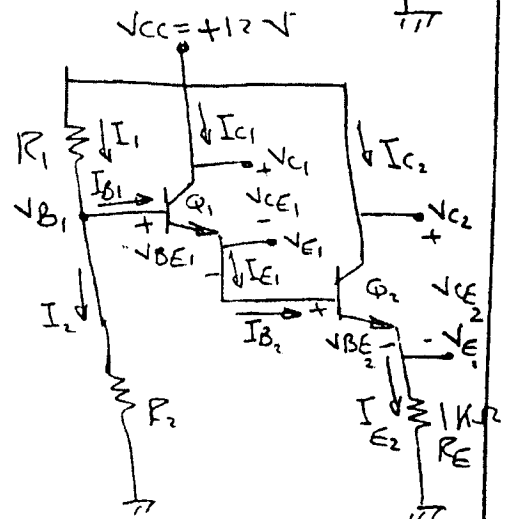 VCC = +12 V
R1
I1
IC1
IC2
IB1
VB1
+
Q1
+ VC1
VCE1
-
VBE1
-
VE1
IE1
VC2
+
I2
IB2
+
Q2
VCE2
VBE2
-
- VE1
R2
IE2
1KΩ
RE